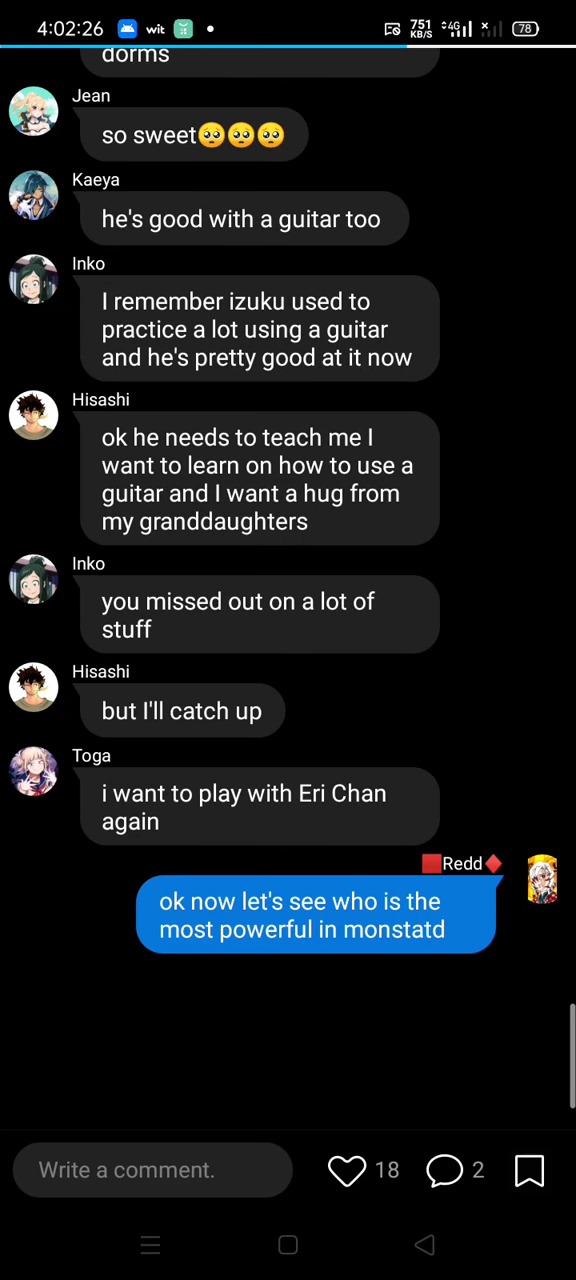 4:02:26 wit 751 KB/S 4G x 78
dorms
Jean
so sweet🥺🥺🥺
Kaeya
he's good with a guitar too
Inko
I remember izuku used to
practice a lot using a guitar
and he's pretty good at it now
Hisashi
ok he needs to teach me I
want to learn on how to use a
guitar and I want a hug from
my granddaughters
Inko
you missed out on a lot of
stuff
Hisashi
but I'll catch up
Toga
i want to play with Eri Chan
again
🟥Redd♦️
ok now let's see who is the
most powerful in monstatd
Write a comment. 18 2